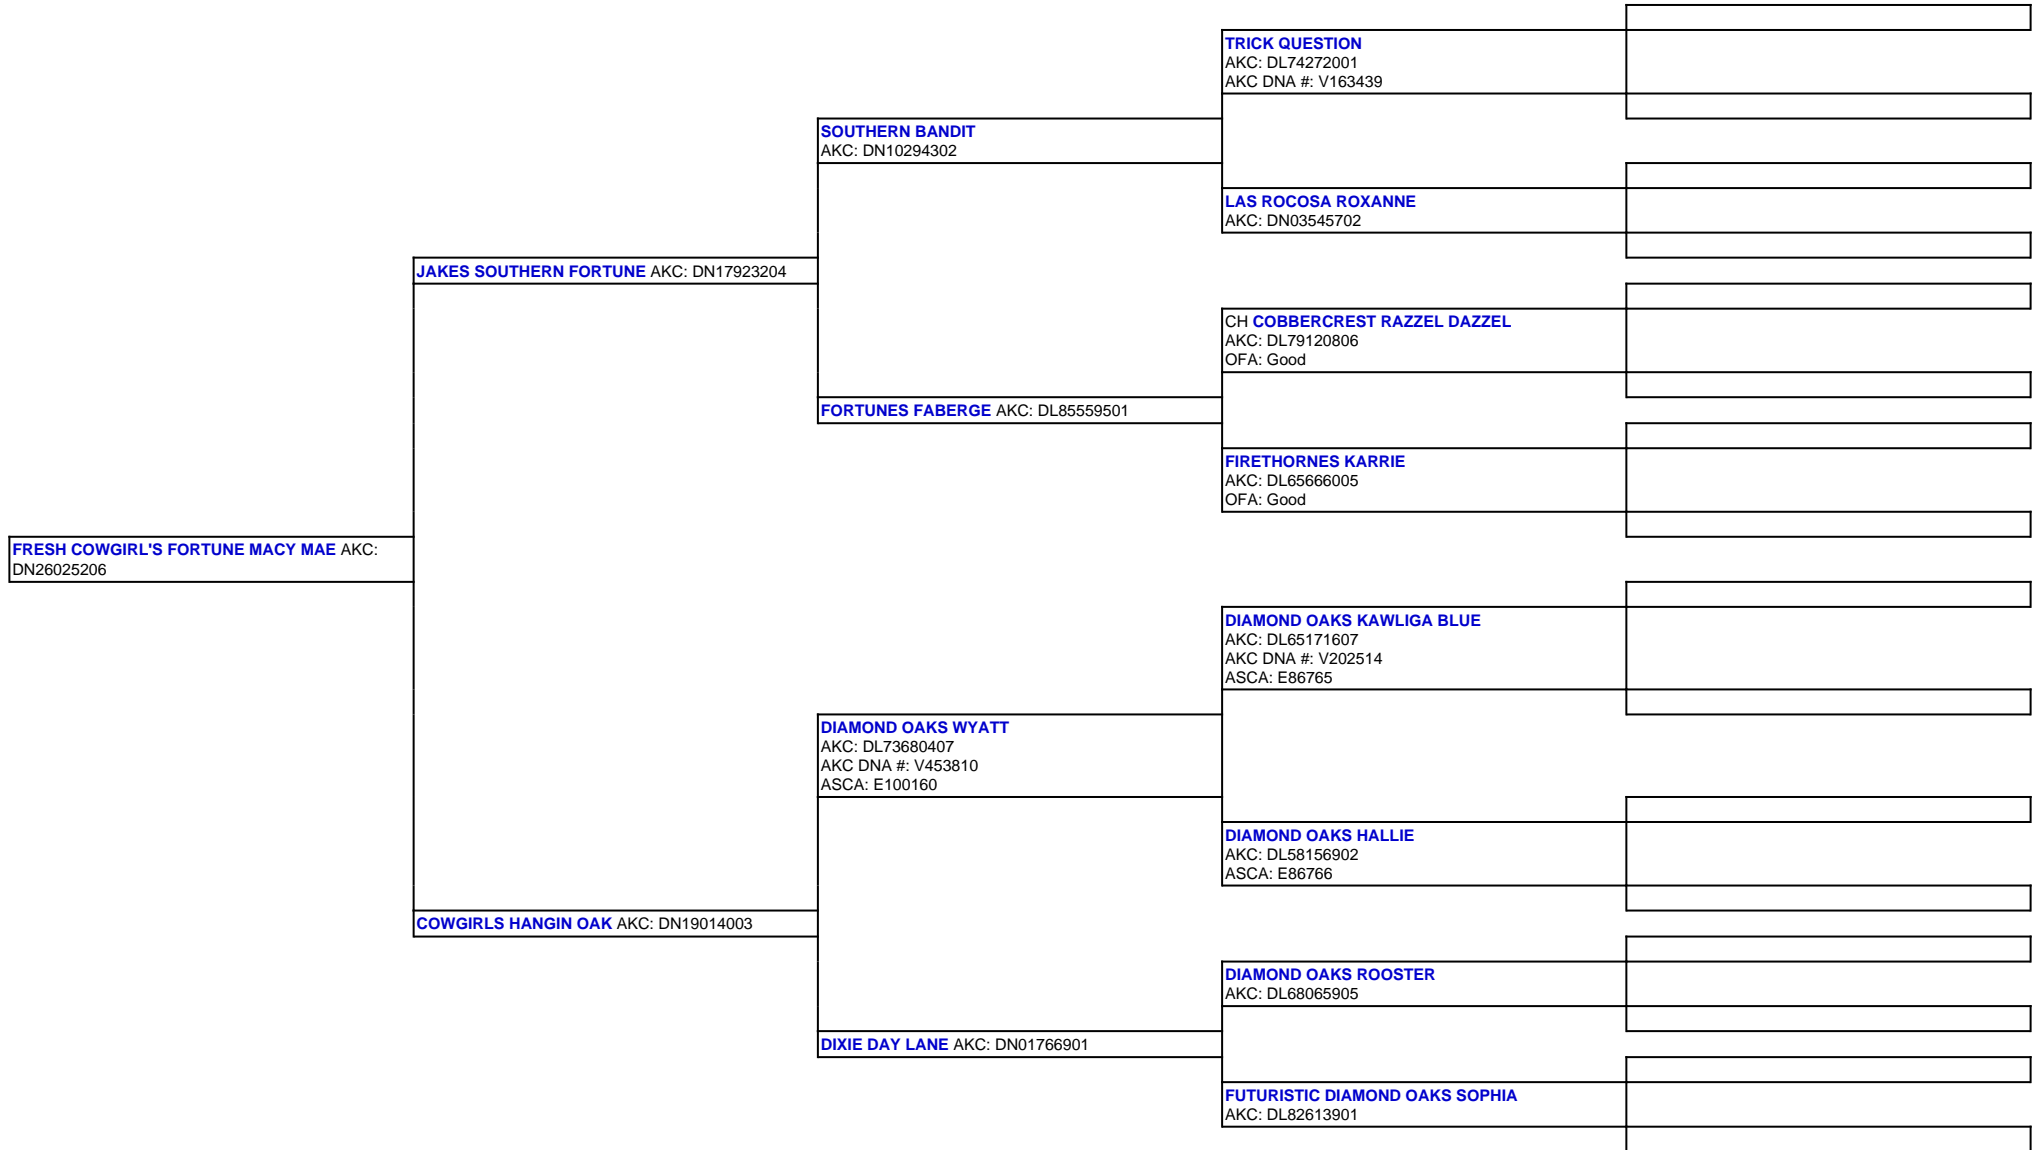 TRICK QUESTION
AKC: DL74272001
AKC DNA #: V163439
SOUTHERN BANDIT
AKC: DN10294302
LAS ROCOSA ROXANNE
AKC: DN03545702
JAKES SOUTHERN FORTUNE AKC: DN17923204
CH COBBERCREST RAZZEL DAZZEL
AKC: DL79120806
OFA: Good
FORTUNES FABERGE AKC: DL85559501
FIRETHORNES KARRIE
AKC: DL65666005
OFA: Good
FRESH COWGIRL'S FORTUNE MACY MAE AKC:
DN26025206
DIAMOND OAKS KAWLIGA BLUE
AKC: DL65171607
AKC DNA #: V202514
ASCA: E86765
DIAMOND OAKS WYATT
AKC: DL73680407
AKC DNA #: V453810
ASCA: E100160
DIAMOND OAKS HALLIE
AKC: DL58156902
ASCA: E86766
COWGIRLS HANGIN OAK AKC: DN19014003
DIAMOND OAKS ROOSTER
AKC: DL68065905
DIXIE DAY LANE AKC: DN01766901
FUTURISTIC DIAMOND OAKS SOPHIA
AKC: DL82613901